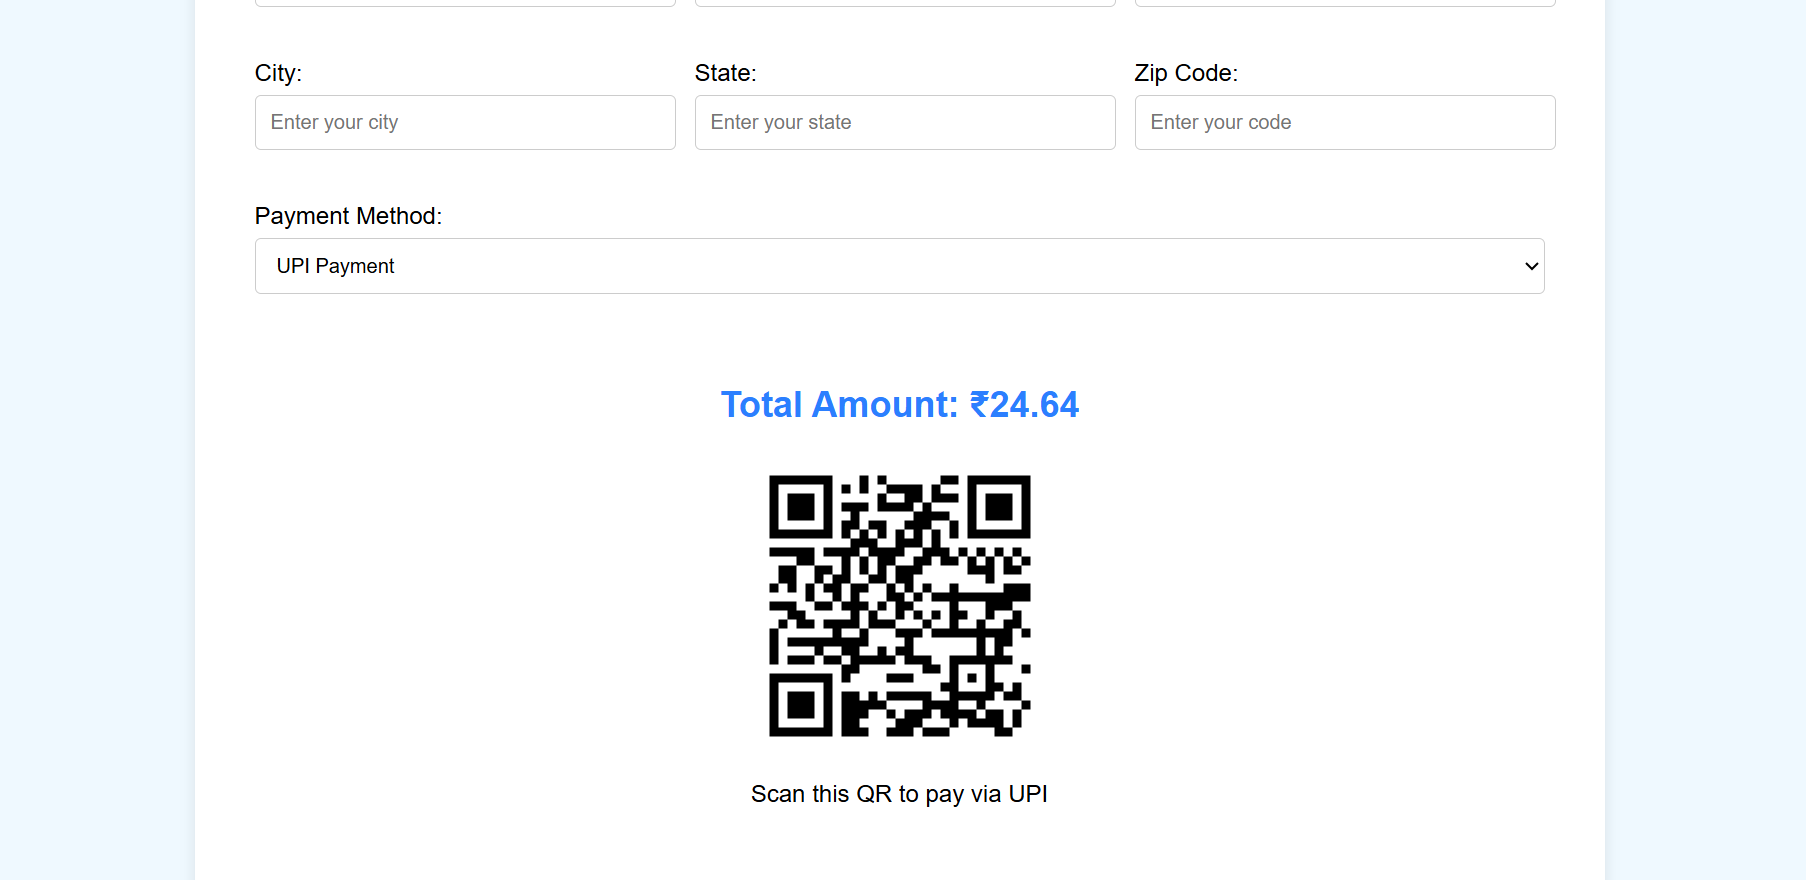 City:
State:
Zip Code:
Enter your city
Enter your state
Enter your code
Payment Method:
UPI Payment
Total Amount: ₹24.64
Scan this QR to pay via UPI